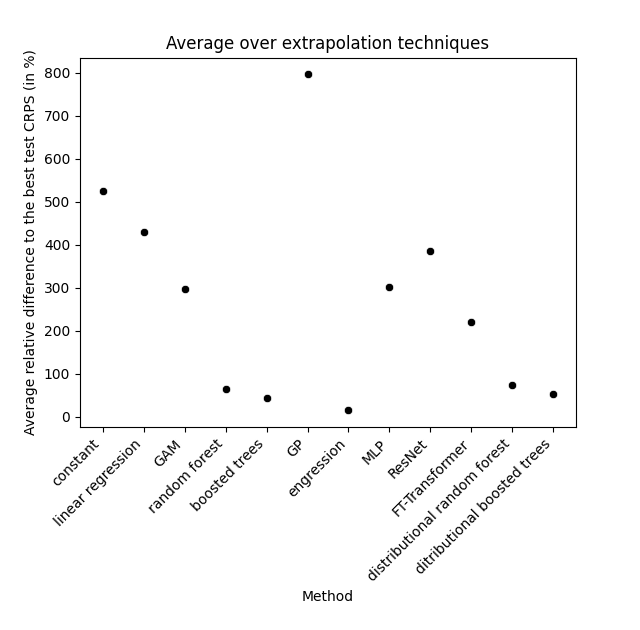 Average over extrapolation techniques
Average relative difference to the best test CRPS (in %)
800
700
600
500
400
300
200
100
0
constant
linear regression
GAM
random forest
boosted trees
GP
engression
MLP
ResNet
FT-Transformer
distributional random forest
ditributional boosted trees
Method